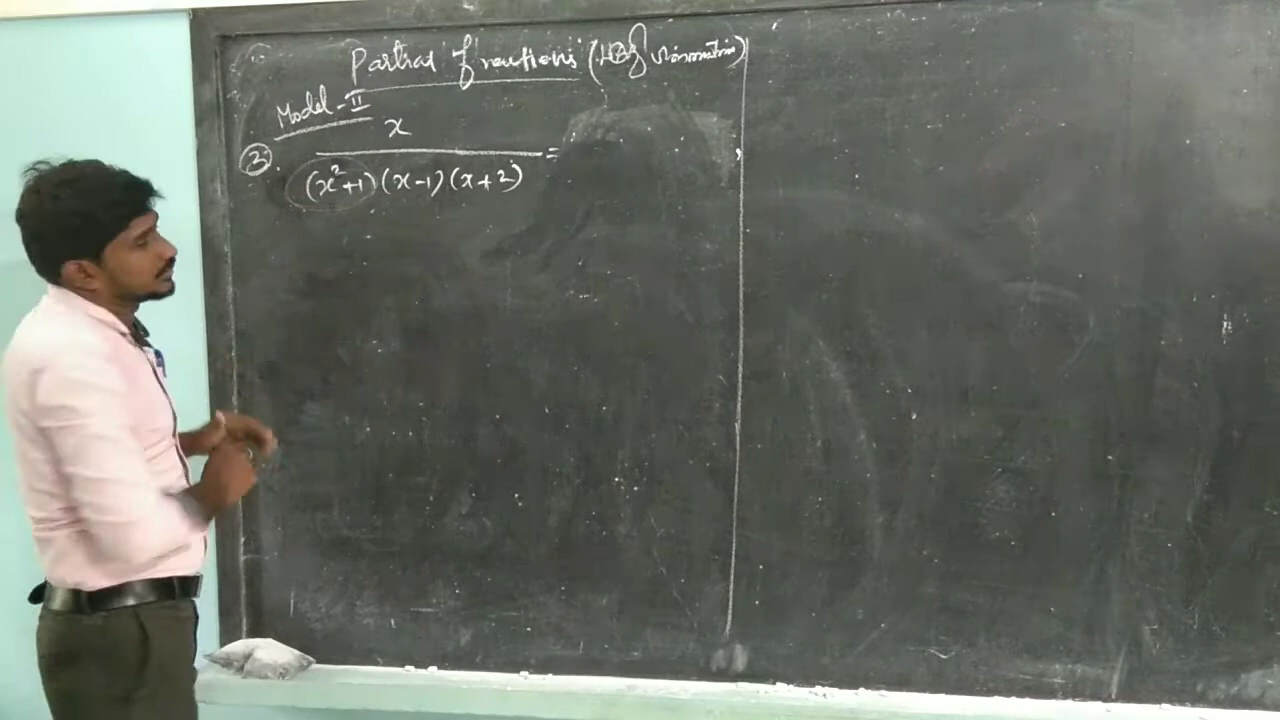 Partial fractions
Model-II
3. x
(x²+1)(x-1)(x+2) =